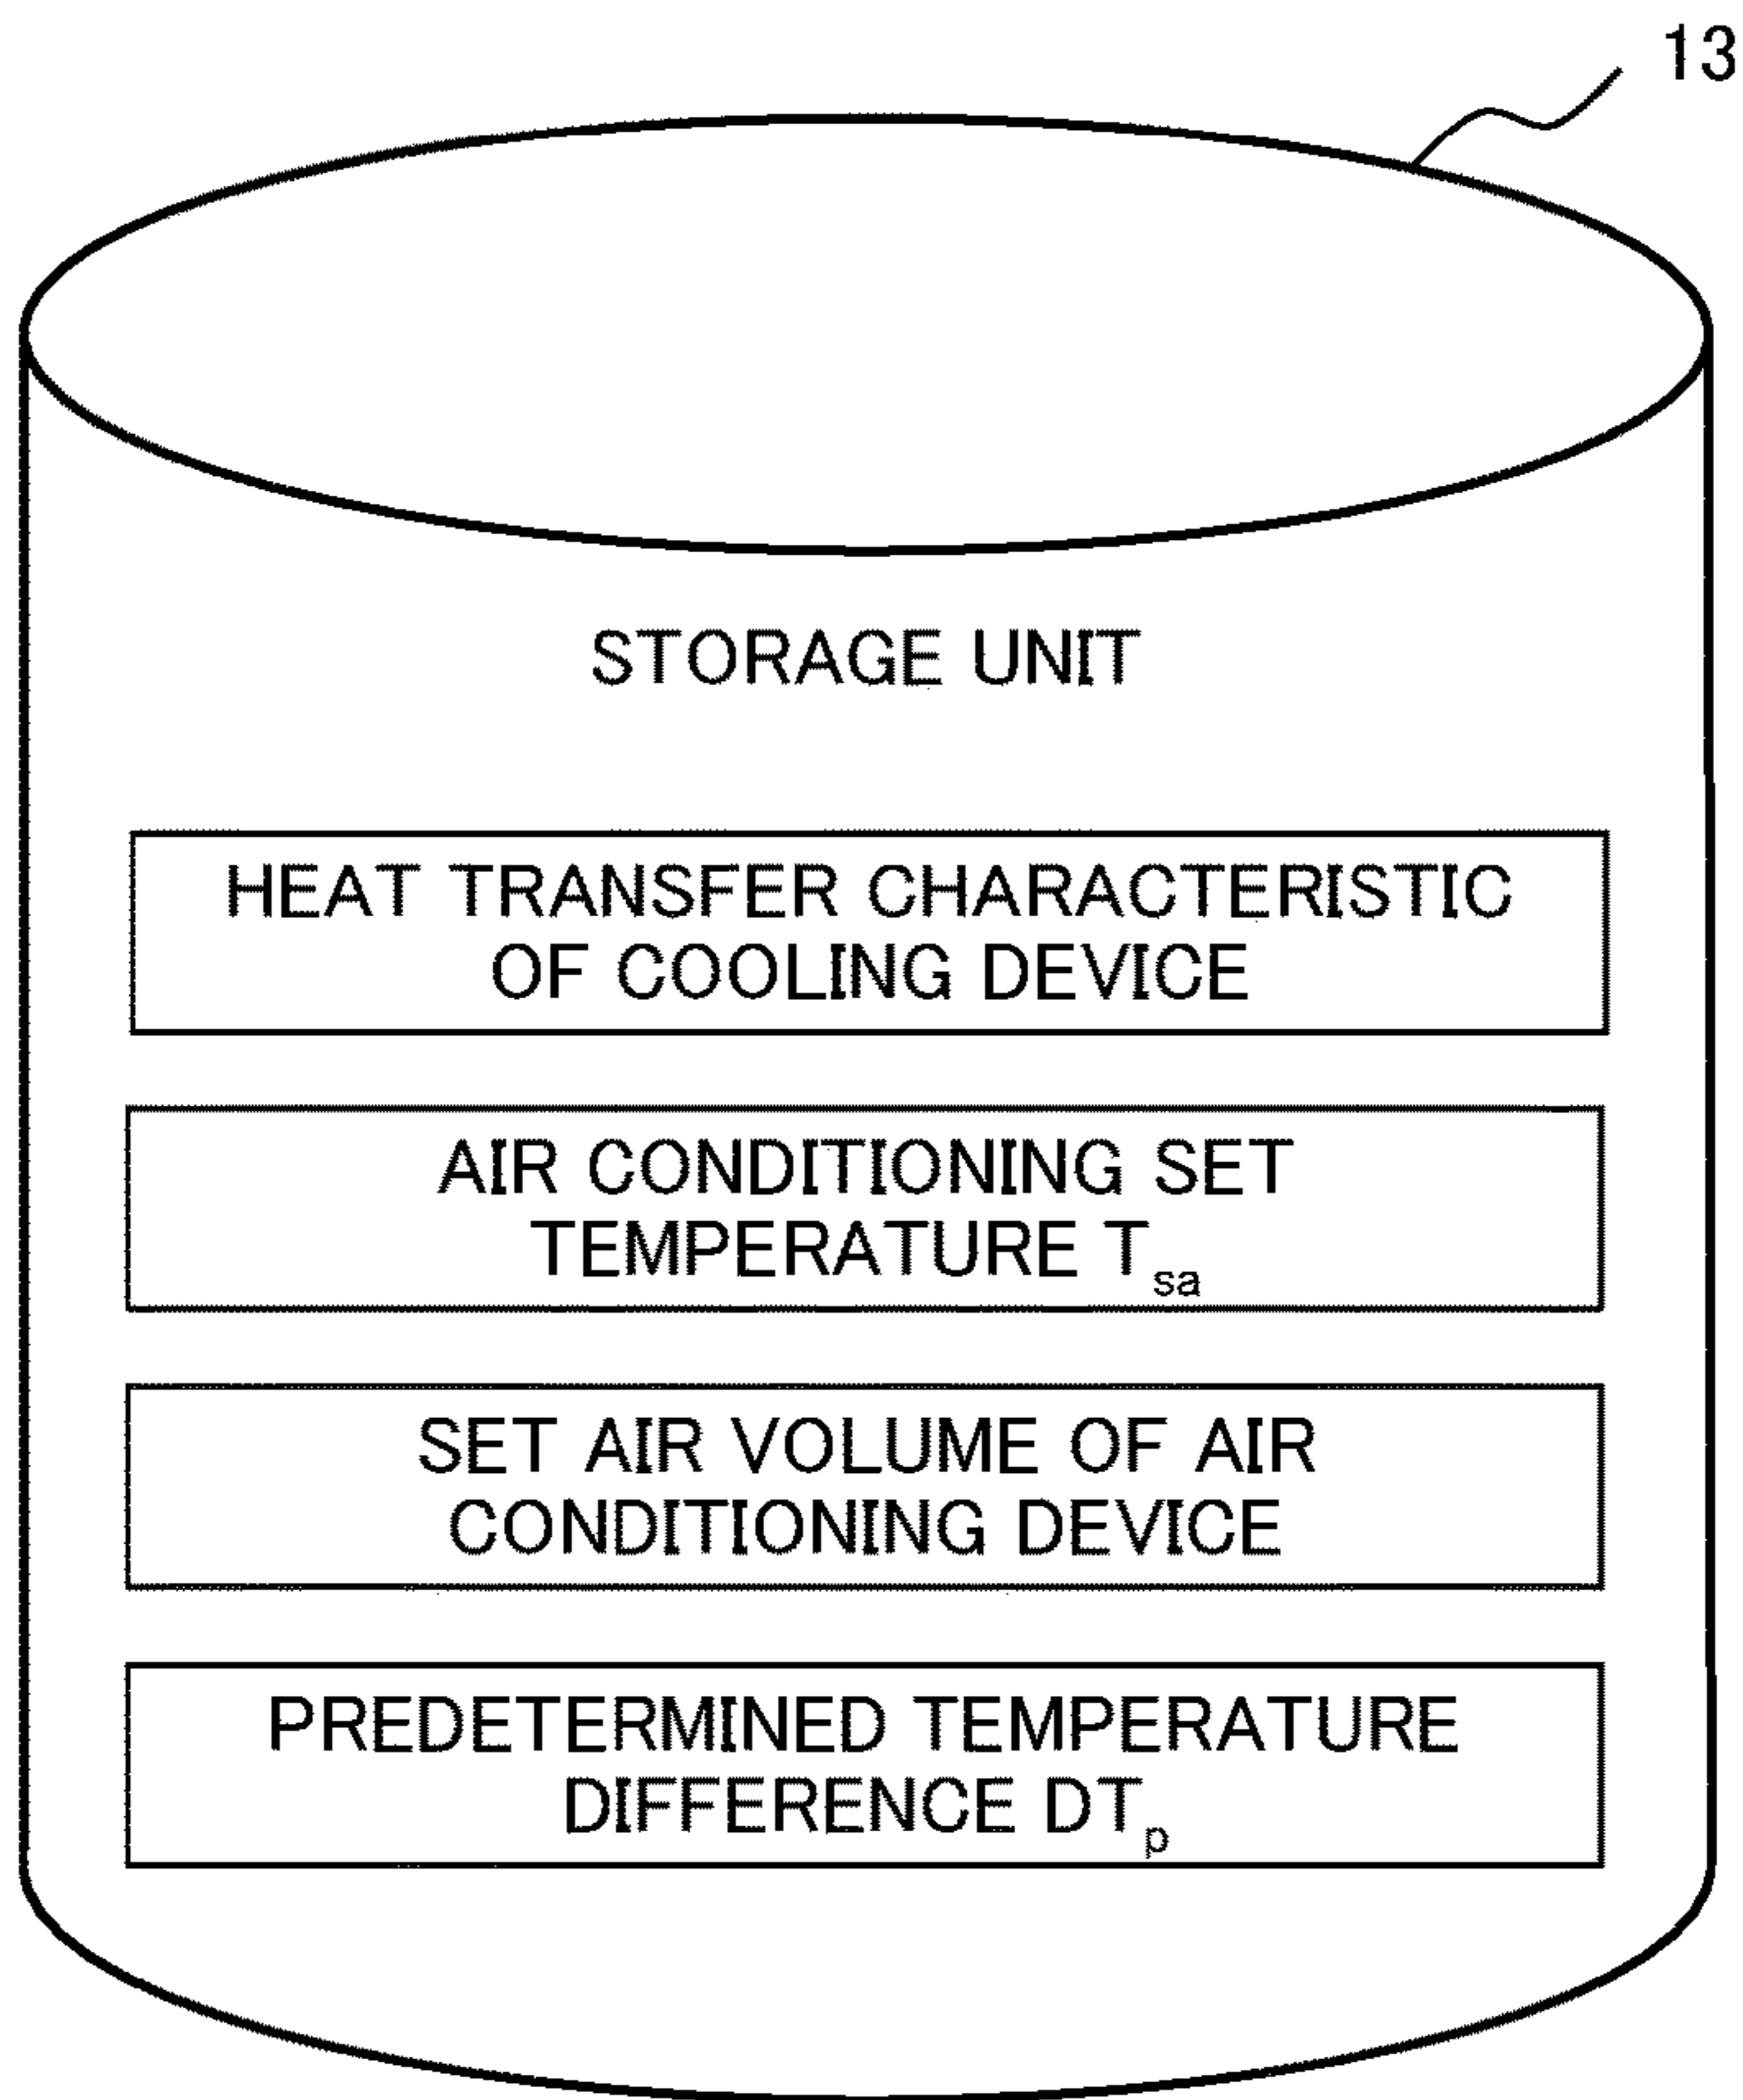 13
STORAGE UNIT
HEAT TRANSFER CHARACTERISTIC
OF COOLING DEVICE
AIR CONDITIONING SET
TEMPERATURE Tsa
SET AIR VOLUME OF AIR
CONDITIONING DEVICE
PREDETERMINED TEMPERATURE
DIFFERENCE DTp